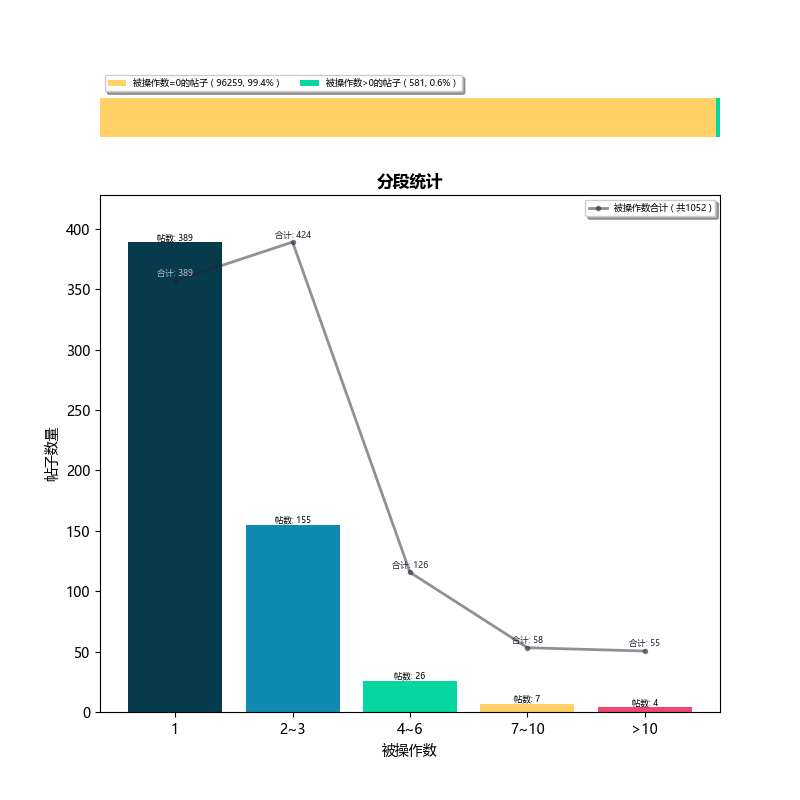 被操作数=0的帖子 ( 96259, 99.4% ) 被操作数>0的帖子 ( 581, 0.6% )
分段统计
被操作数合计 ( 共1052 )
帖子数量
400
350
300
250
200
150
100
50
0
帖数: 389
合计: 389
合计: 424
帖数: 155
合计: 126
帖数: 26
合计: 58
帖数: 7
合计: 55
帖数: 4
1 2~3 4~6 7~10 >10
被操作数